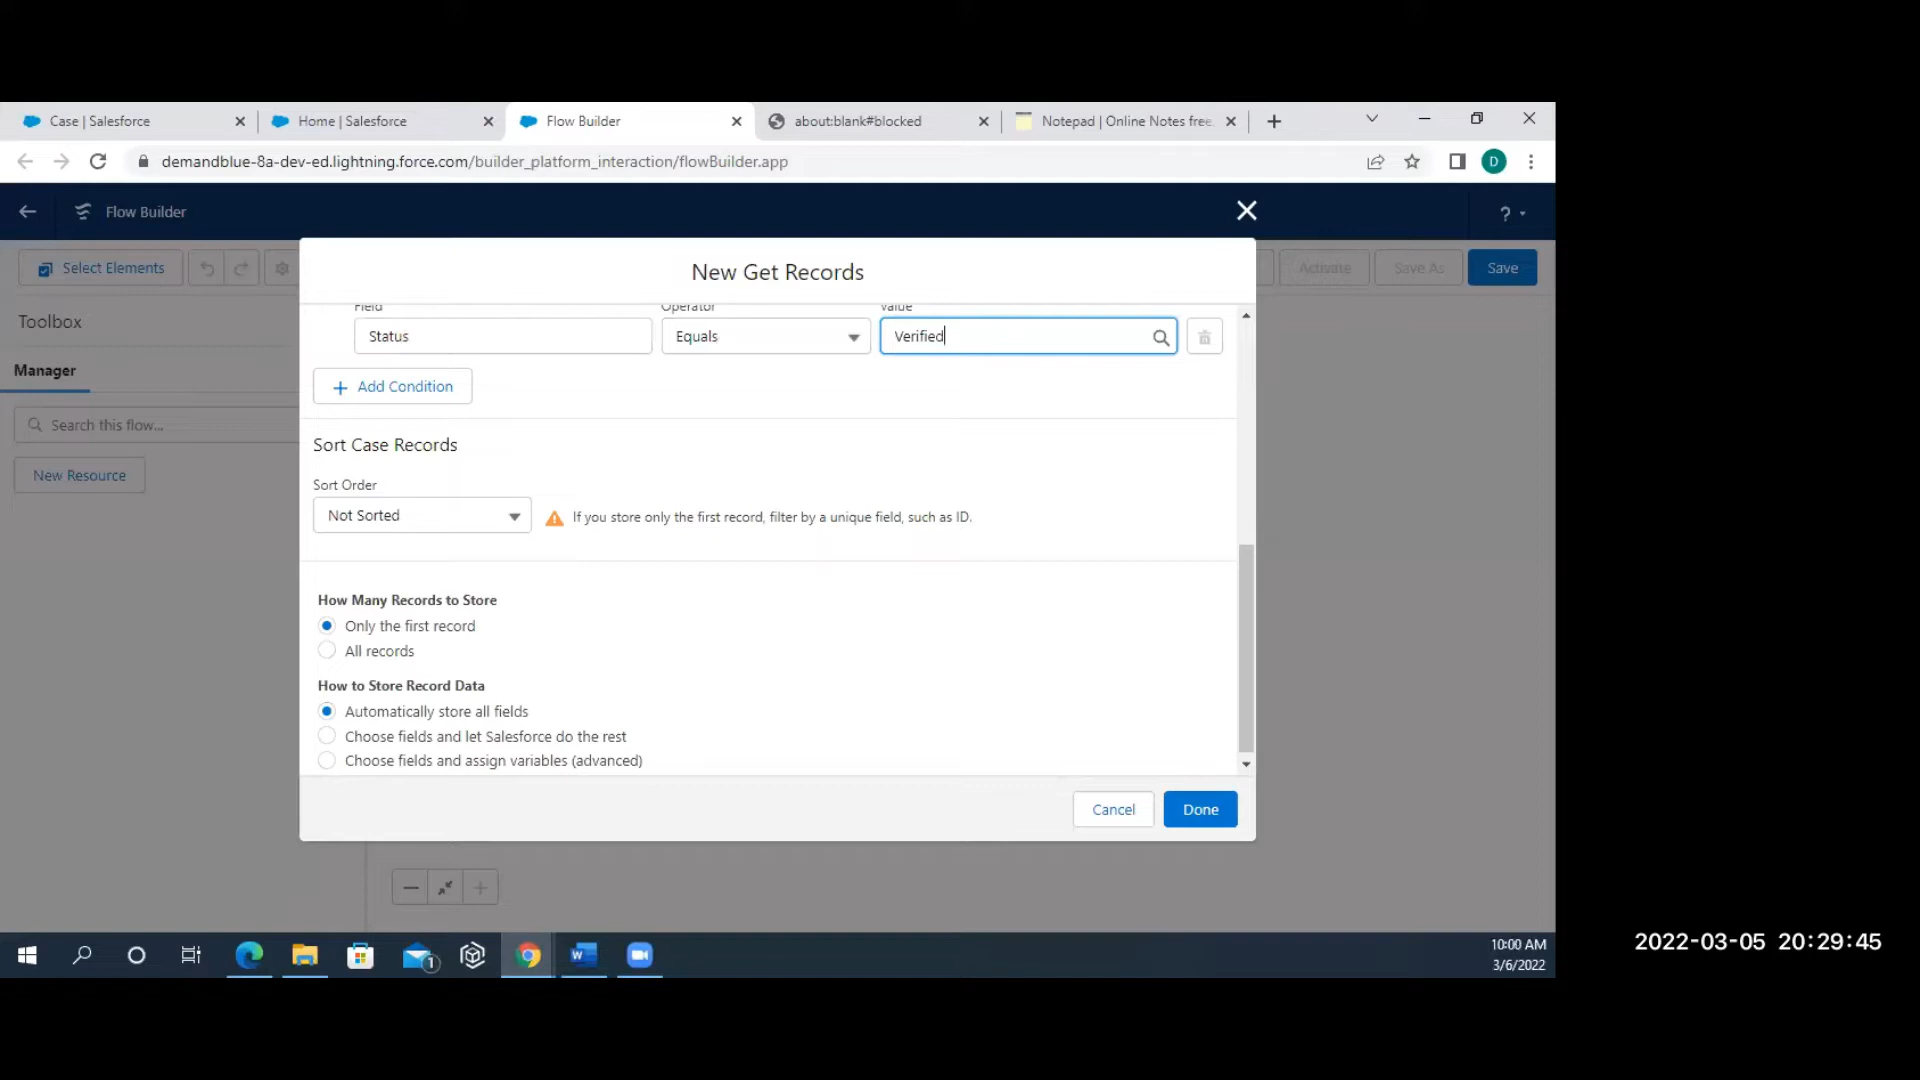 Case | Salesforce
Home | Salesforce
Flow Builder
about:blank#blocked
Notepad | Online Notes free
demandblue-8a-dev-ed.lightning.force.com/builder_platform_interaction/flowBuilder.app
D
Flow Builder
?
Select Elements
Activate
Save As
Save
New Get Records
Toolbox
Field
Operator
Value
Status
Equals
Verified
Manager
Add Condition
Search this flow...
Sort Case Records
New Resource
Sort Order
Not Sorted
If you store only the first record, filter by a unique field, such as ID.
How Many Records to Store
Only the first record
All records
How to Store Record Data
Automatically store all fields
Choose fields and let Salesforce do the rest
Choose fields and assign variables (advanced)
Cancel
Done
1
10:00 AM
3/6/2022
2022-03-05 20:29:45